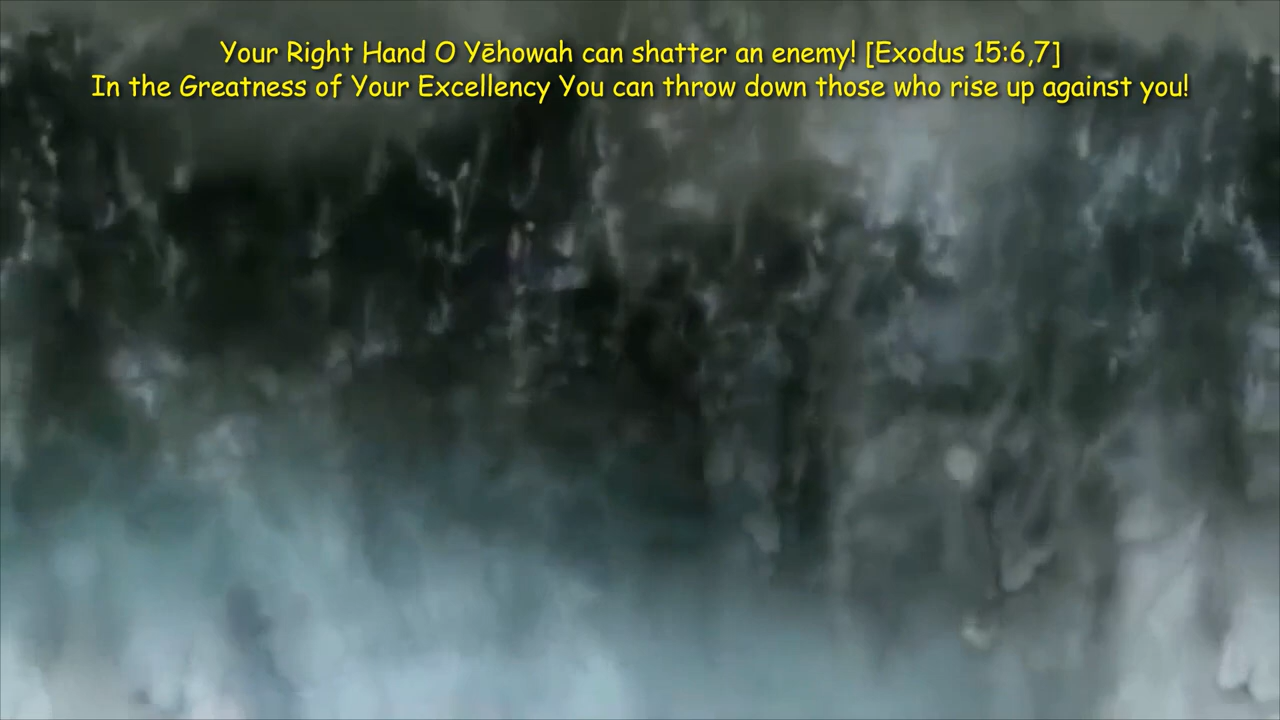 Your Right Hand O Yēhowah can shatter an enemy! [Exodus 15:6,7]
In the Greatness of Your Excellency You can throw down those who rise up against you!